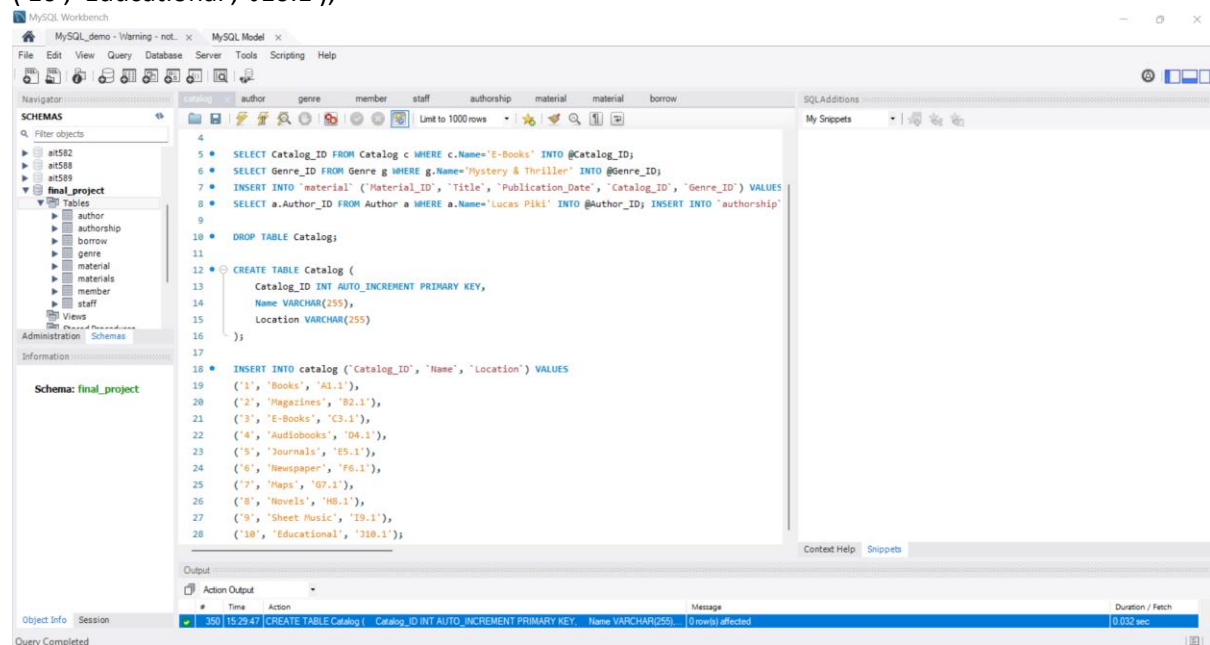 ('10', 'Educational', 'J10.1');
MySQL Workbench
MySQL_demo - Warning - not... × MySQL Model ×
File Edit View Query Database Server Tools Scripting Help
Navigator catalog × author genre member staff authorship material material borrow SQLAdditions
SCHEMAS Limit to 1000 rows My Snippets
Filter objects
ait582
ait588
ait589
final_project
Tables
author
authorship
borrow
genre
material
materials
member
staff
Views
Administration Schemas
Information
Schema: final_project
4
5 SELECT Catalog_ID FROM Catalog c WHERE c.Name='E-Books' INTO @Catalog_ID;
6 SELECT Genre_ID FROM Genre g WHERE g.Name='Mystery & Thriller' INTO @Genre_ID;
7 INSERT INTO `material` (`Material_ID`, `Title`, `Publication_Date`, `Catalog_ID`, `Genre_ID`) VALUES
8 SELECT a.Author_ID FROM Author a WHERE a.Name='Lucas Piki' INTO @Author_ID; INSERT INTO `authorship`
9
10 DROP TABLE Catalog;
11
12 CREATE TABLE Catalog (
13 Catalog_ID INT AUTO_INCREMENT PRIMARY KEY,
14 Name VARCHAR(255),
15 Location VARCHAR(255)
16 );
17
18 INSERT INTO catalog (`Catalog_ID`, `Name`, `Location`) VALUES
19 ('1', 'Books', 'A1.1'),
20 ('2', 'Magazines', 'B2.1'),
21 ('3', 'E-Books', 'C3.1'),
22 ('4', 'Audiobooks', 'D4.1'),
23 ('5', 'Journals', 'E5.1'),
24 ('6', 'Newspaper', 'F6.1'),
25 ('7', 'Maps', 'G7.1'),
26 ('8', 'Novels', 'H8.1'),
27 ('9', 'Sheet Music', 'I9.1'),
28 ('10', 'Educational', 'J10.1');
Context Help Snippets
Output
Action Output
# Time Action Message Duration / Fetch
350 15:29:47 CREATE TABLE Catalog ( Catalog_ID INT AUTO_INCREMENT PRIMARY KEY, Name VARCHAR(255),... 0 row(s) affected 0.032 sec
Object Info Session
Query Completed